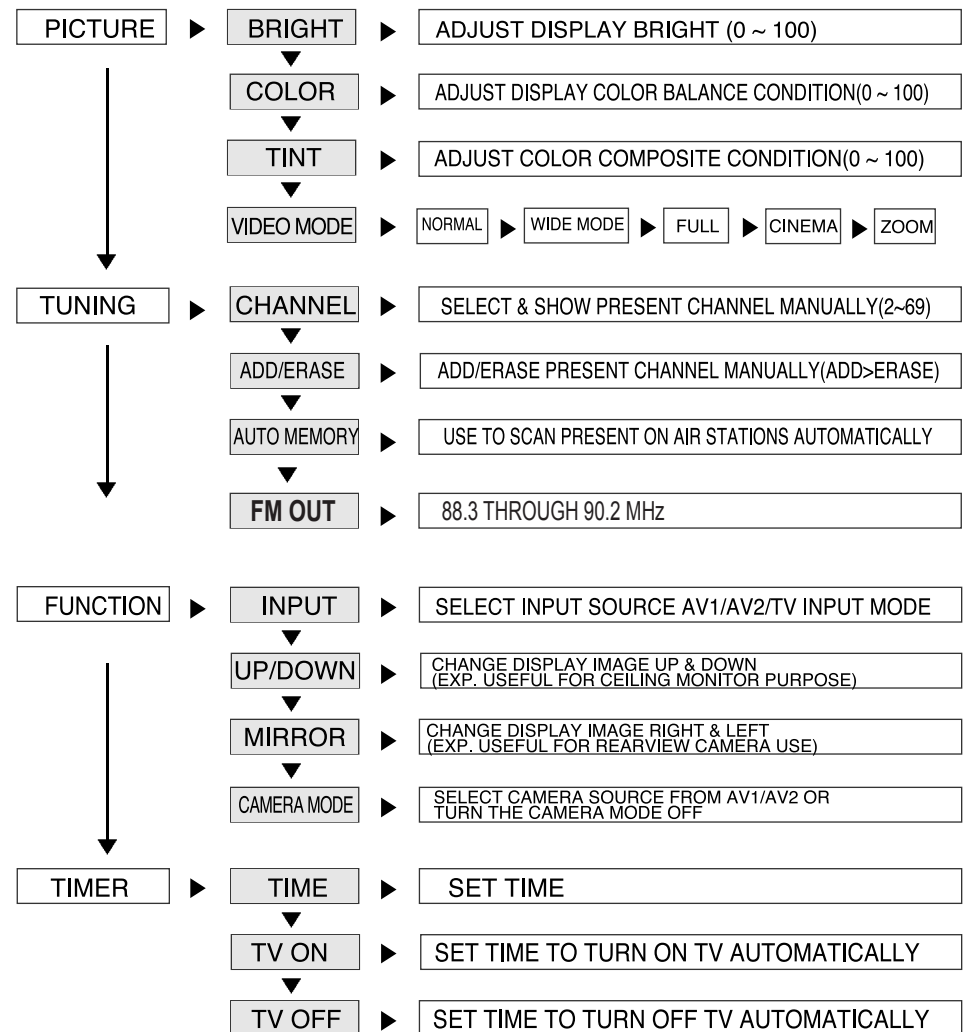 PICTURE BRIGHT ADJUST DISPLAY BRIGHT (0 ~ 100)
COLOR ADJUST DISPLAY COLOR BALANCE CONDITION(0 ~ 100)
TINT ADJUST COLOR COMPOSITE CONDITION(0 ~ 100)
VIDEO MODE NORMAL WIDE MODE FULL CINEMA ZOOM
TUNING CHANNEL SELECT & SHOW PRESENT CHANNEL MANUALLY(2~69)
ADD/ERASE ADD/ERASE PRESENT CHANNEL MANUALLY(ADD>ERASE)
AUTO MEMORY USE TO SCAN PRESENT ON AIR STATIONS AUTOMATICALLY
FM OUT 88.3 THROUGH 90.2 MHz
FUNCTION INPUT SELECT INPUT SOURCE AV1/AV2/TV INPUT MODE
UP/DOWN CHANGE DISPLAY IMAGE UP & DOWN
(EXP. USEFUL FOR CEILING MONITOR PURPOSE)
MIRROR CHANGE DISPLAY IMAGE RIGHT & LEFT
(EXP. USEFUL FOR REARVIEW CAMERA USE)
CAMERA MODE SELECT CAMERA SOURCE FROM AV1/AV2 OR
TURN THE CAMERA MODE OFF
TIMER TIME SET TIME
TV ON SET TIME TO TURN ON TV AUTOMATICALLY
TV OFF SET TIME TO TURN OFF TV AUTOMATICALLY